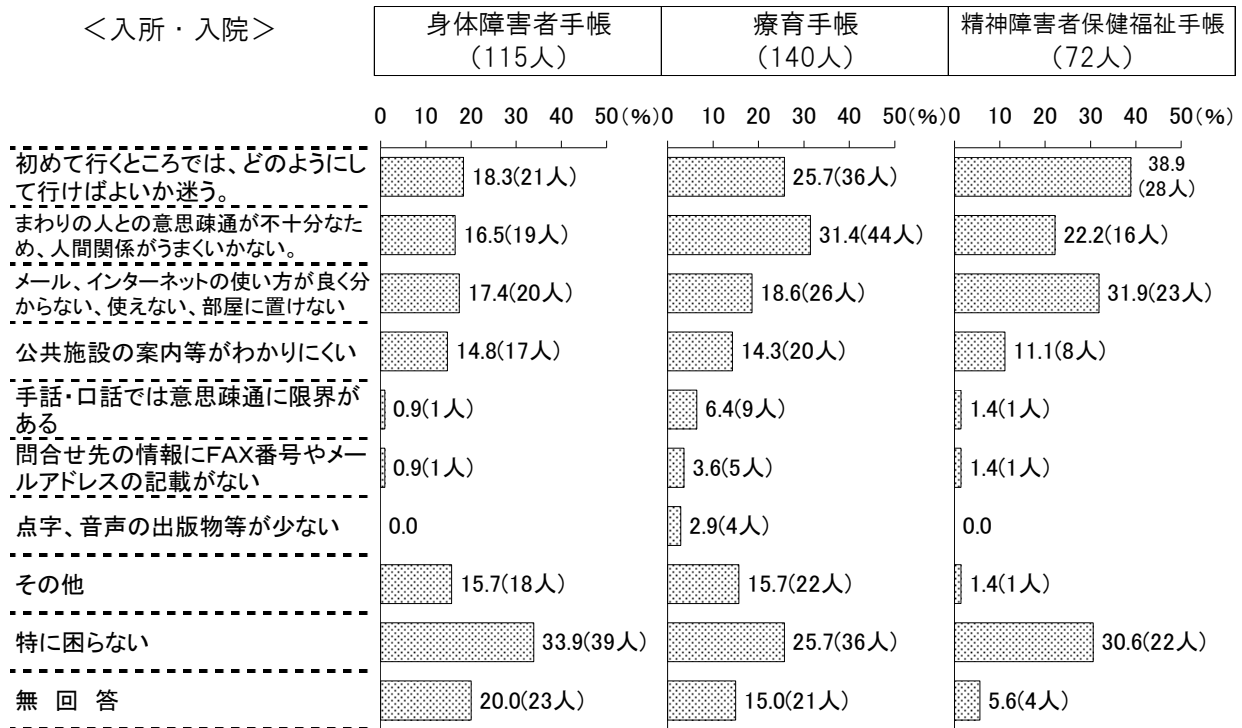 ＜入所・入院＞
身体障害者手帳
（115人）
療育手帳
（140人）
精神障害者保健福祉手帳
（72人）
0 10 20 30 40 50(%)
0 10 20 30 40 50(%)
0 10 20 30 40 50(%)
初めて行くところでは、どのようにし
て行けばよいか迷う。
18.3(21人)
25.7(36人)
38.9
(28人)
まわりの人との意思疎通が不十分なた
め、人間関係がうまくいかない。
16.5(19人)
31.4(44人)
22.2(16人)
メール、インターネットの使い方が良く分
からない、使えない、部屋に置けない
17.4(20人)
18.6(26人)
31.9(23人)
公共施設の案内等がわかりにくい
14.8(17人)
14.3(20人)
11.1(8人)
手話・口話では意思疎通に限界が
ある
0.9(1人)
6.4(9人)
1.4(1人)
問合せ先の情報にＦＡＸ番号やメー
ルアドレスの記載がない
0.9(1人)
3.6(5人)
1.4(1人)
点字、音声の出版物等が少ない
0.0
2.9(4人)
0.0
その他
15.7(18人)
15.7(22人)
1.4(1人)
特に困らない
33.9(39人)
25.7(36人)
30.6(22人)
無 回 答
20.0(23人)
15.0(21人)
5.6(4人)